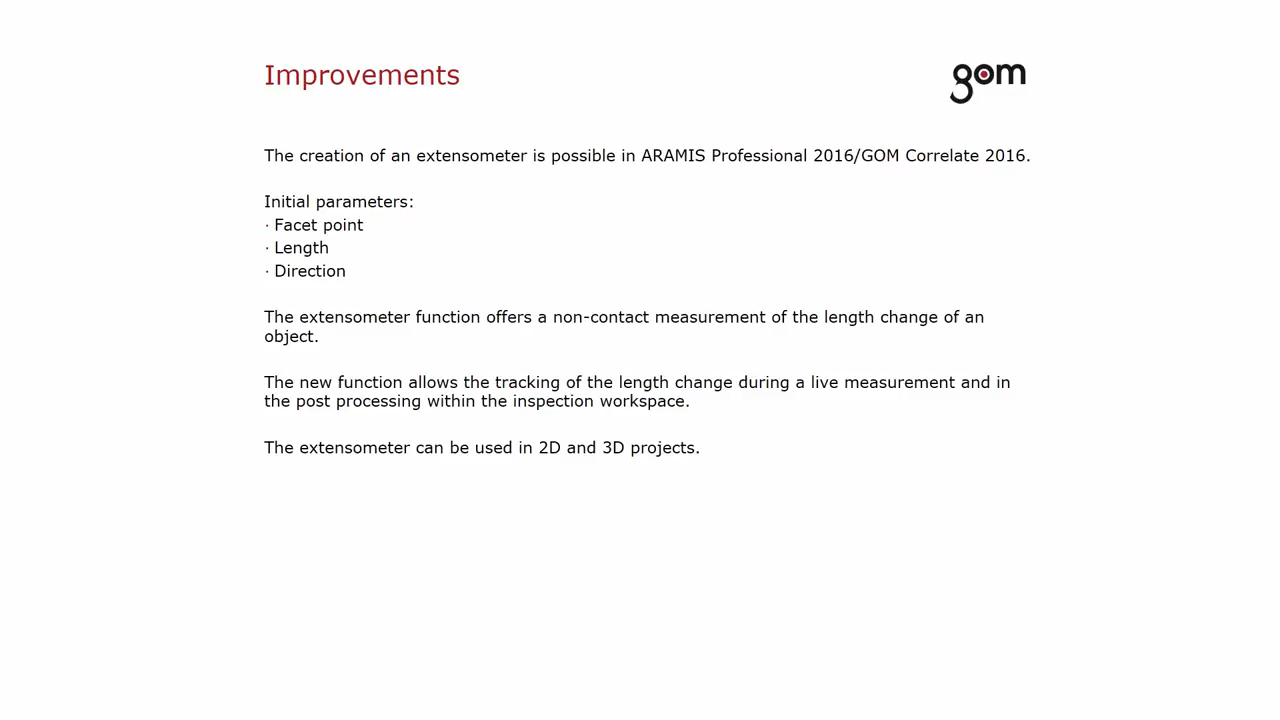 Improvements
gom
The creation of an extensometer is possible in ARAMIS Professional 2016/GOM Correlate 2016.
Initial parameters:
· Facet point
· Length
· Direction
The extensometer function offers a non-contact measurement of the length change of an
object.
The new function allows the tracking of the length change during a live measurement and in
the post processing within the inspection workspace.
The extensometer can be used in 2D and 3D projects.